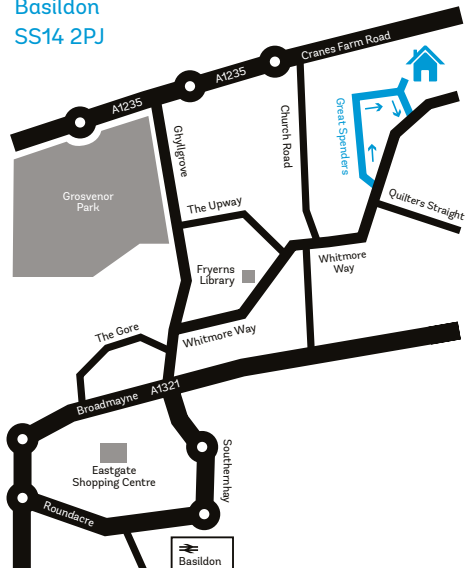 Basildon
SS14 2PJ
Cranes Farm Road
A1235
A1235
Great Spenders
Church Road
Ghyllgrove
Grosvenor
Park
The Upway
Quilters Straight
Whitmore
Way
Fryerns
Library
The Gore
Whitmore Way
Broadmayne
A1321
Eastgate
Shopping Centre
Southernhay
Roundacre
Basildon